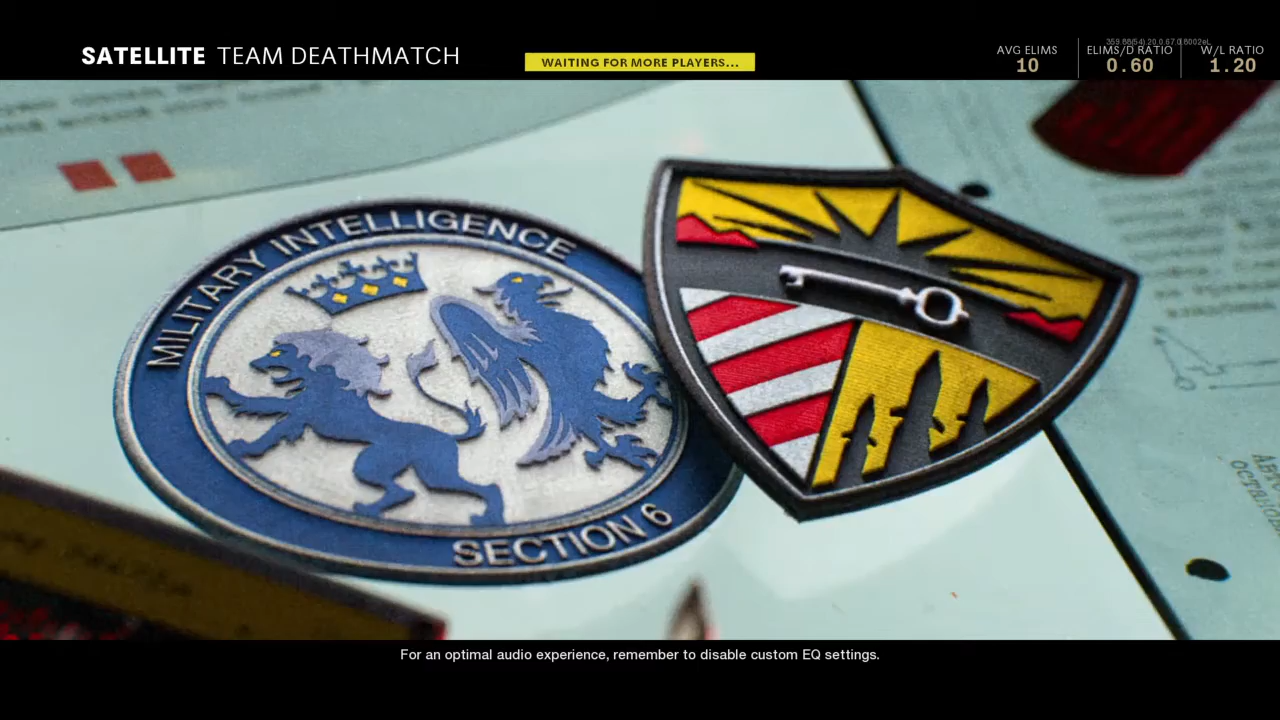 SATELLITE TEAM DEATHMATCH
WAITING FOR MORE PLAYERS...
AVG ELIMS
10
ELIMS/D RATIO
0.60
W/L RATIO
1.20
MILITARY INTELLIGENCE
SECTION 6
For an optimal audio experience, remember to disable custom EQ settings.